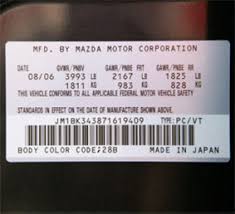 MFD. BY MAZDA MOTOR CORPORATION
GVWR/PNBV GAWR/PNBE FRT GAWR/PNBE RR
08/06 3993 LB 2167 LB 1825 LB
1811 KG 983 KG 828 KG
THIS VEHICLE CONFORMS TO ALL APPLICABLE FEDERAL MOTOR VEHICLE SAFETY
STANDARDS IN EFFECT ON THE DATE OF MANUFACTURE SHOWN ABOVE.
JM1BK343871619409 TYPE:PC/VT
BODY COLOR CODE:28B MADE IN JAPAN